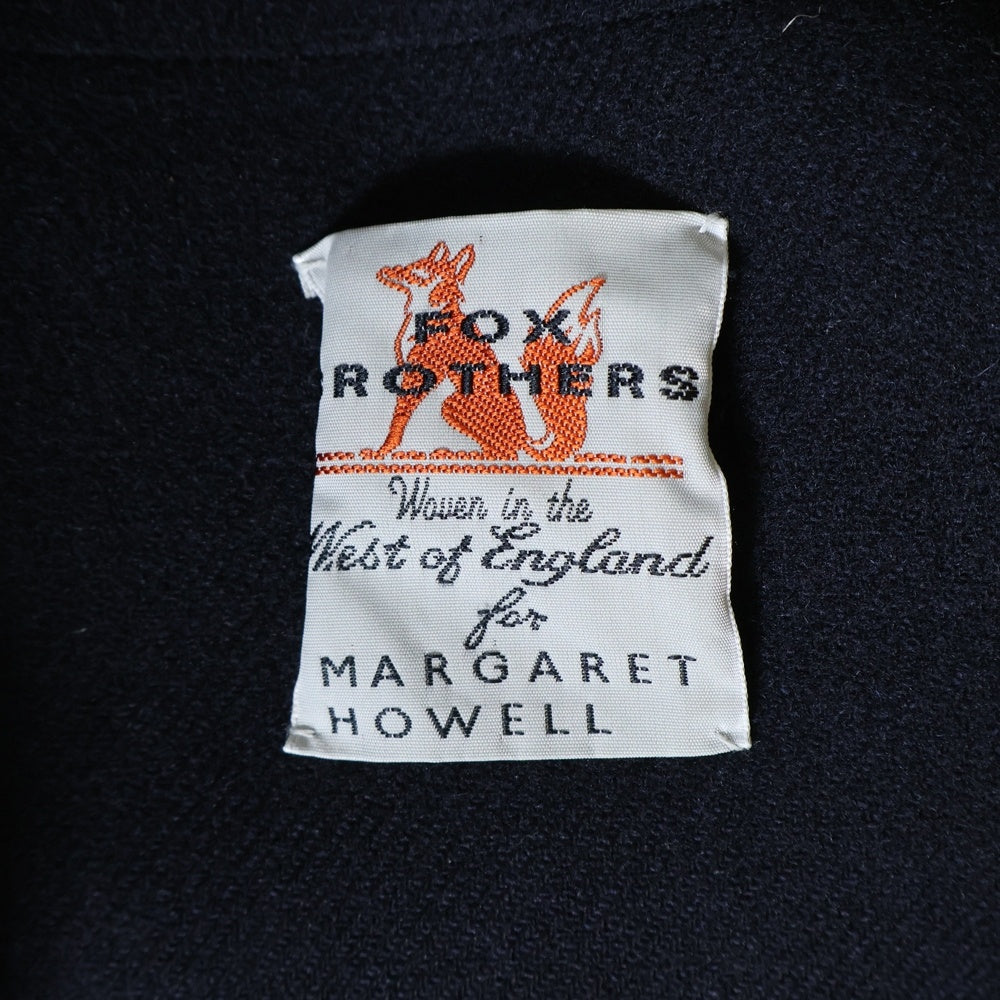 FOX
ROTHERS
Woven in the
West of England
for
MARGARET
HOWELL